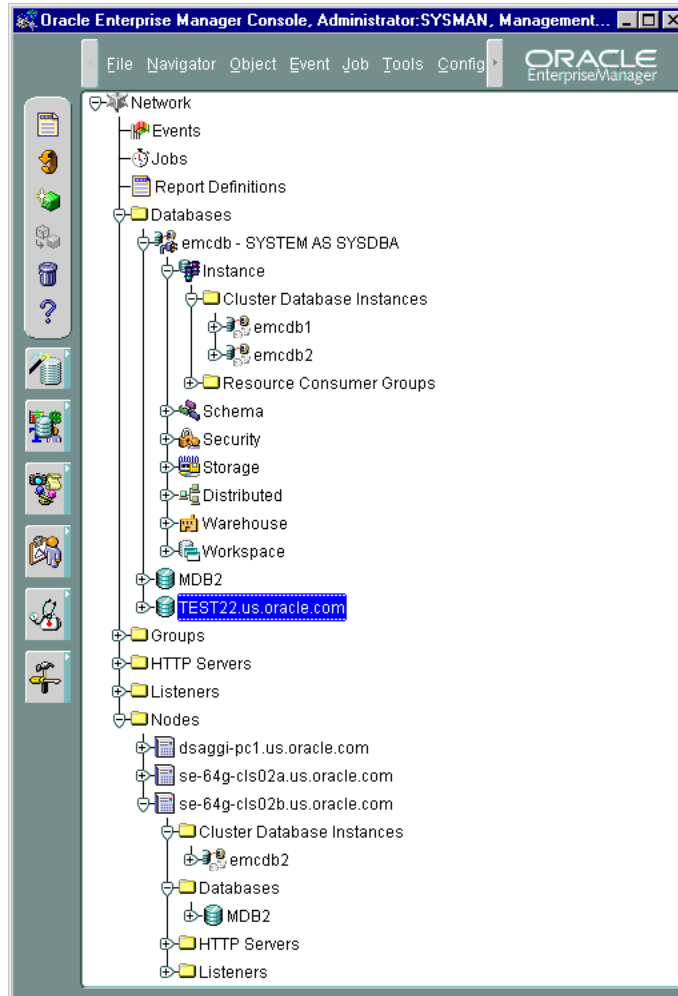 Oracle Enterprise Manager Console, Administrator:SYSMAN, Management...
File Navigator Object Event Job Tools Config
ORACLE
EnterpriseManager
Network
Events
Jobs
Report Definitions
Databases
emcdb - SYSTEM AS SYSDBA
Instance
Cluster Database Instances
emcdb1
emcdb2
Resource Consumer Groups
Schema
Security
Storage
Distributed
Warehouse
Workspace
MDB2
TEST22.us.oracle.com
Groups
HTTP Servers
Listeners
Nodes
dsaggi-pc1.us.oracle.com
se-64g-cls02a.us.oracle.com
se-64g-cls02b.us.oracle.com
Cluster Database Instances
emcdb2
Databases
MDB2
HTTP Servers
Listeners